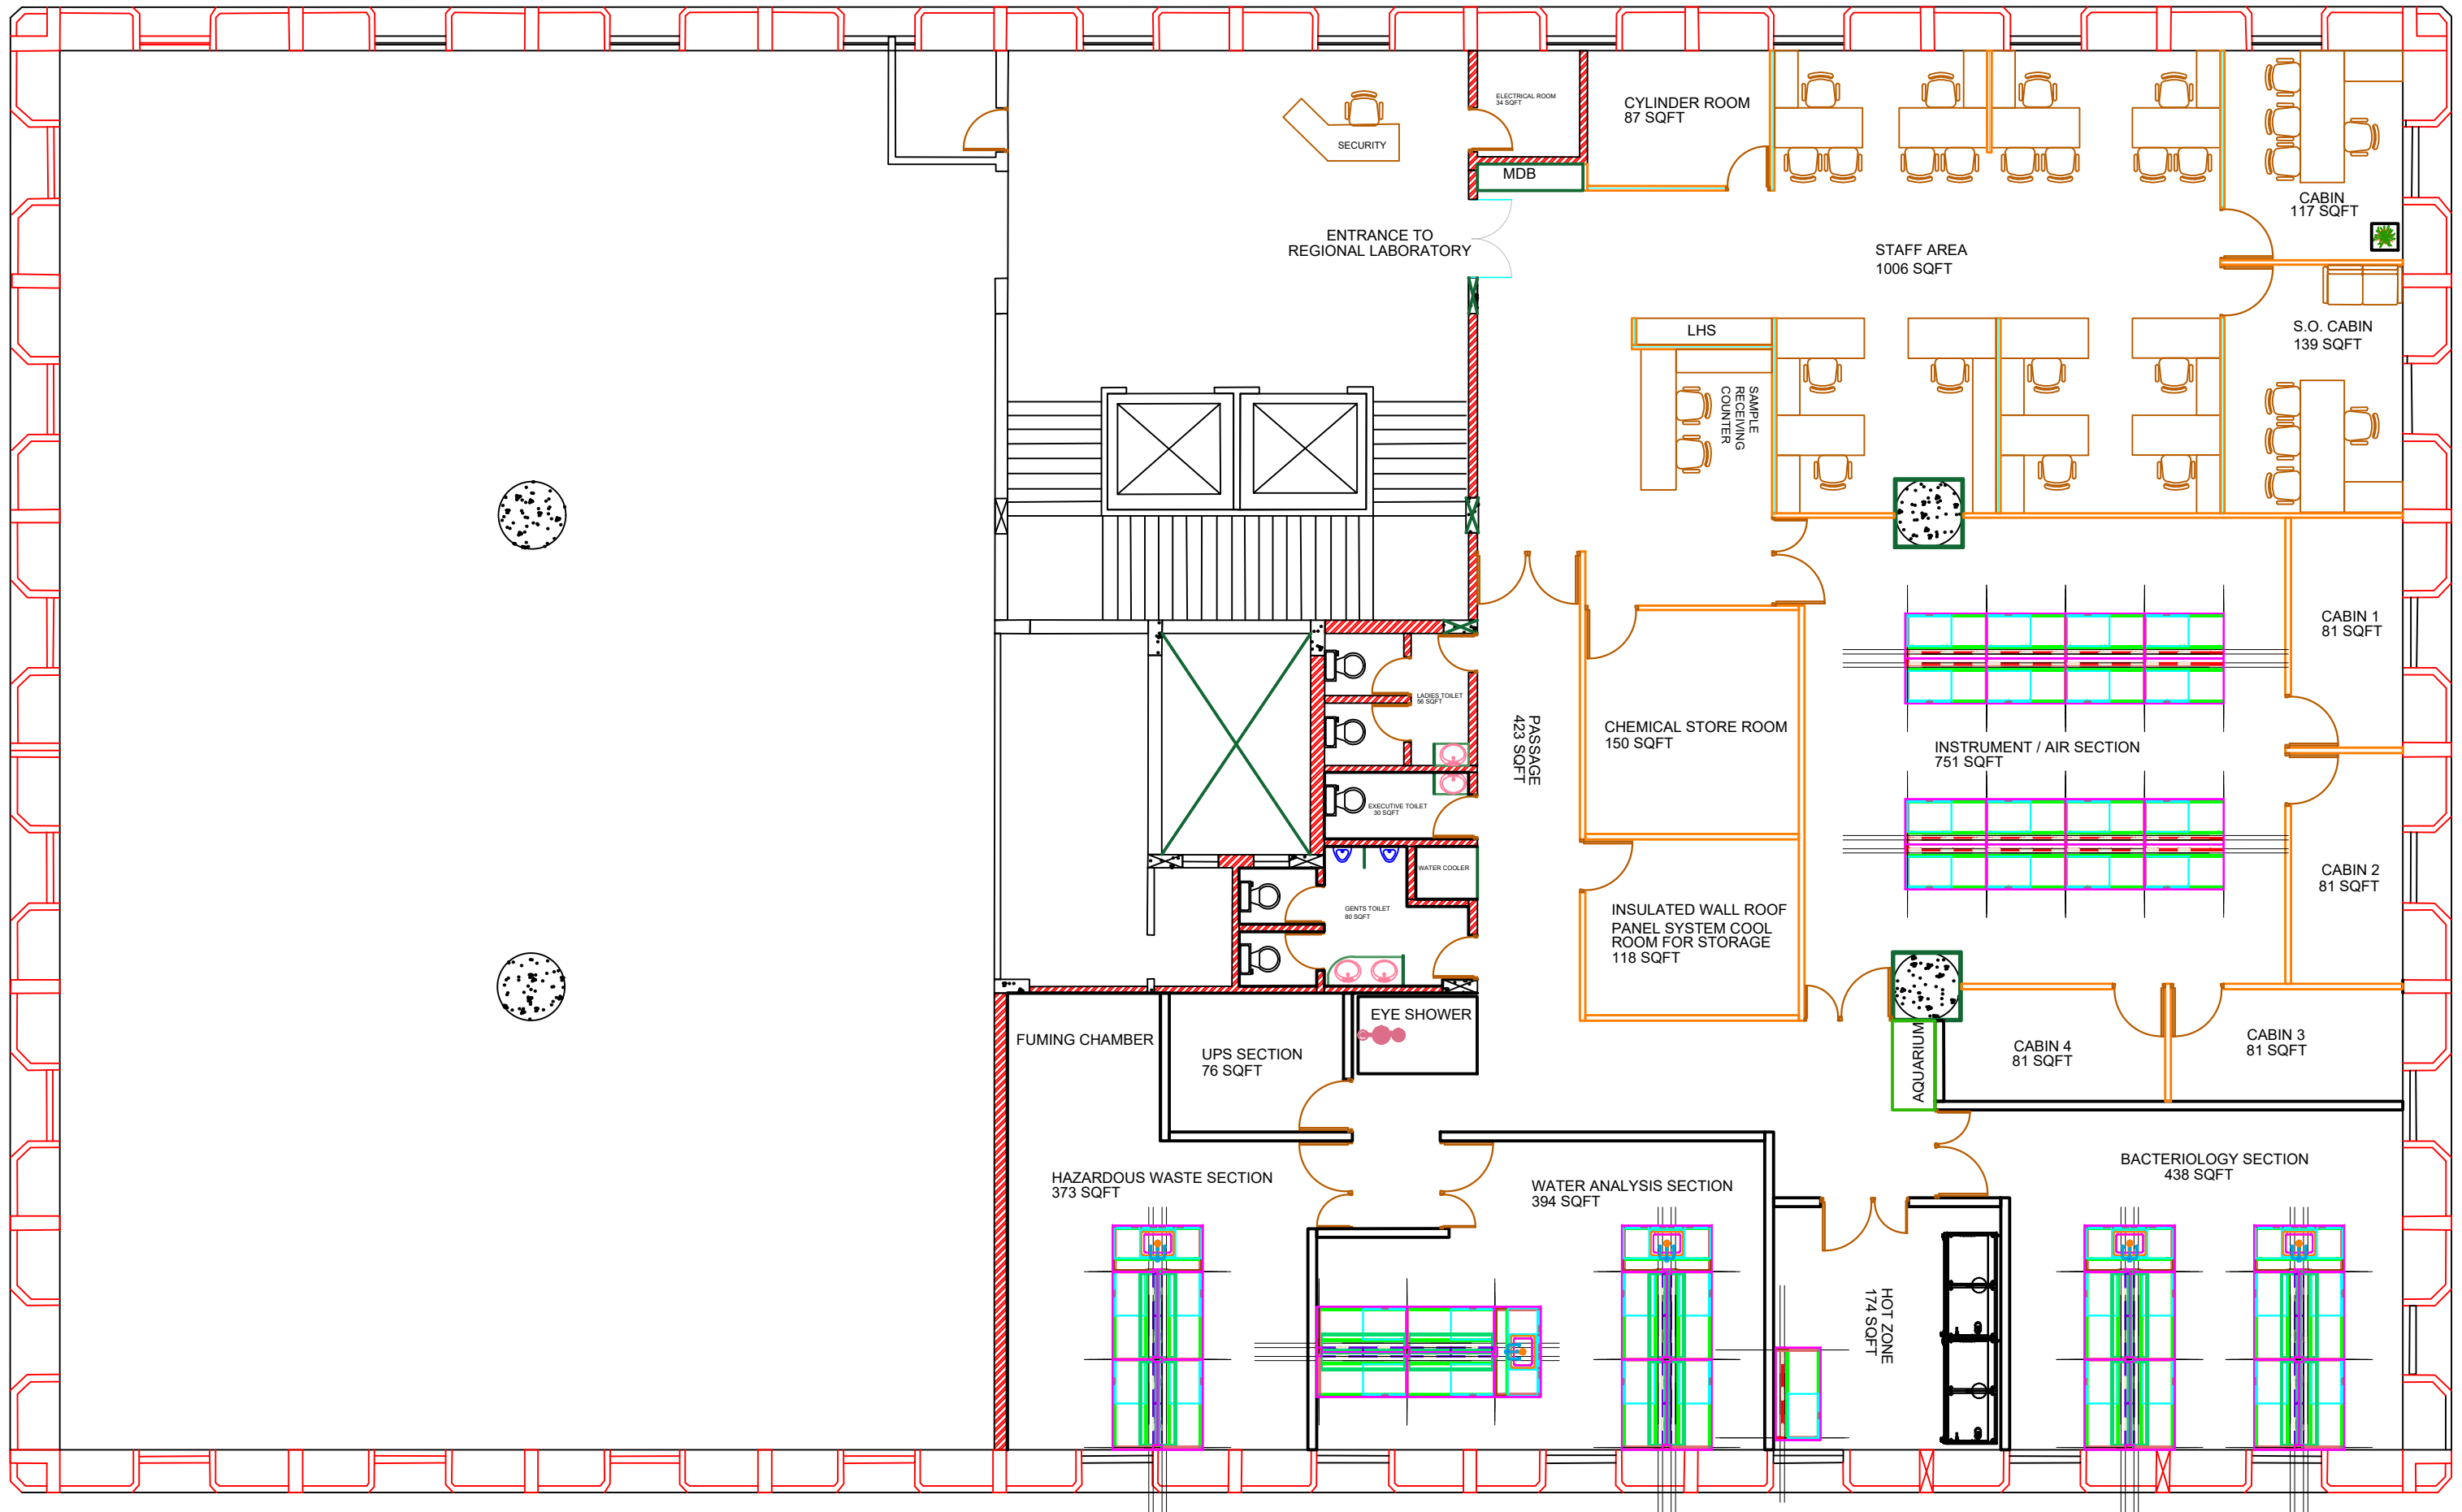 ELECTRICAL ROOM
34 SQFT
CYLINDER ROOM
87 SQFT
SECURITY
MDB
CABIN
117 SQFT
ENTRANCE TO
REGIONAL LABORATORY
STAFF AREA
1006 SQFT
LHS
S.O. CABIN
139 SQFT
SAMPLE
RECEIVING
COUNTER
CABIN 1
81 SQFT
LADIES TOILET
56 SQFT
PASSAGE
423 SQFT
CHEMICAL STORE ROOM
150 SQFT
INSTRUMENT / AIR SECTION
751 SQFT
EXECUTIVE TOILET
30 SQFT
WATER COOLER
CABIN 2
81 SQFT
GENTS TOILET
80 SQFT
INSULATED WALL ROOF
PANEL SYSTEM COOL
ROOM FOR STORAGE
118 SQFT
EYE SHOWER
FUMING CHAMBER
UPS SECTION
76 SQFT
AQUARIUM
CABIN 4
81 SQFT
CABIN 3
81 SQFT
HAZARDOUS WASTE SECTION
373 SQFT
WATER ANALYSIS SECTION
394 SQFT
BACTERIOLOGY SECTION
438 SQFT
HOT ZONE
174 SQFT